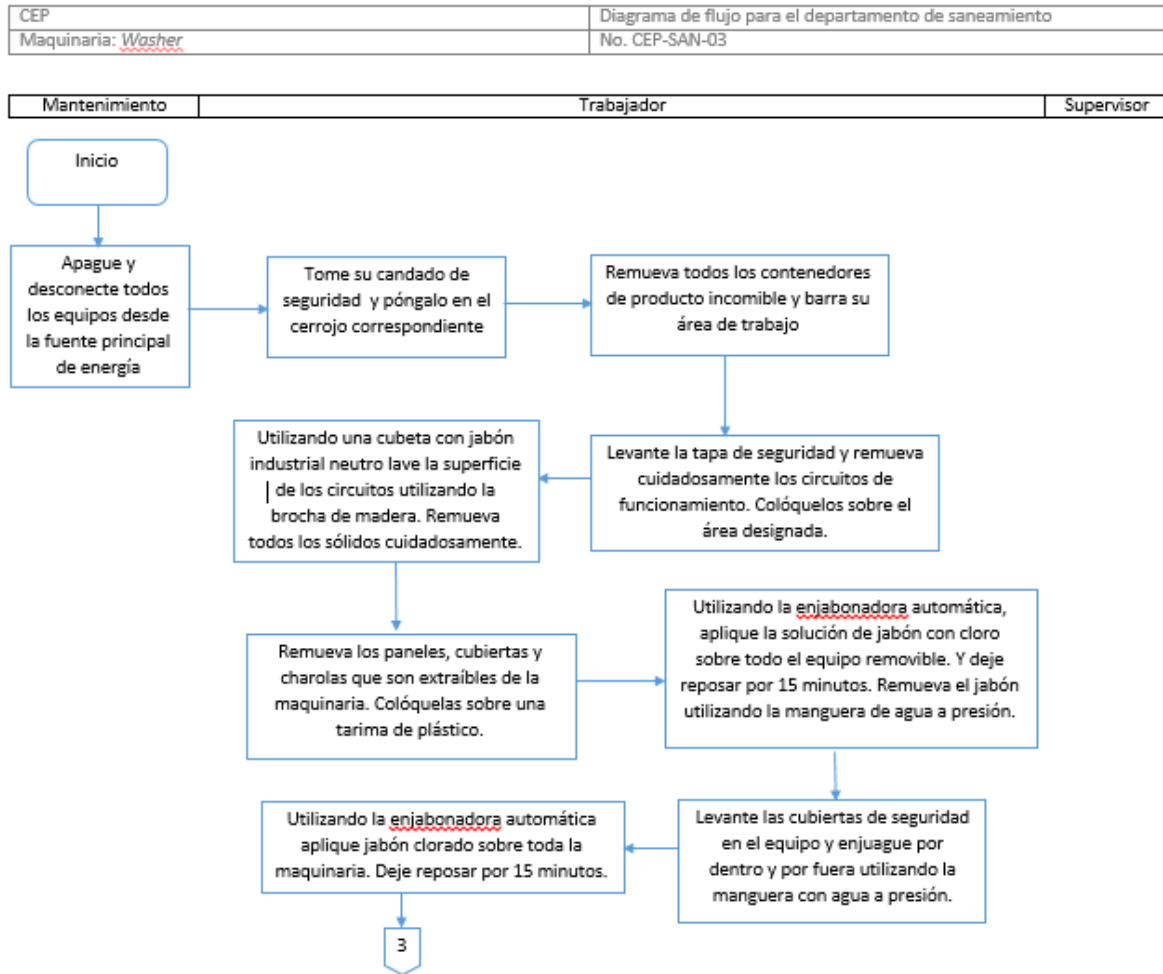 CEP
Diagrama de flujo para el departamento de saneamiento
Maquinaria: Washer
No. CEP-SAN-03
Mantenimiento
Trabajador
Supervisor
Inicio
Apague y
desconecte todos
los equipos desde
la fuente principal
de energía
Tome su candado de
seguridad y póngalo en el
cerrojo correspondiente
Remueva todos los contenedores
de producto incomible y barra su
área de trabajo
Levante la tapa de seguridad y remueva
cuidadosamente los circuitos de
funcionamiento. Colóquelos sobre el
área designada.
Utilizando una cubeta con jabón
industrial neutro lave la superficie
de los circuitos utilizando la
brocha de madera. Remueva
todos los sólidos cuidadosamente.
Remueva los paneles, cubiertas y
charolas que son extraíbles de la
maquinaria. Colóquelas sobre una
tarima de plástico.
Utilizando la enjabonadora automática,
aplique la solución de jabón con cloro
sobre todo el equipo removible. Y deje
reposar por 15 minutos. Remueva el jabón
utilizando la manguera de agua a presión.
Levante las cubiertas de seguridad
en el equipo y enjuague por
dentro y por fuera utilizando la
manguera con agua a presión.
Utilizando la enjabonadora automática
aplique jabón clorado sobre toda la
maquinaria. Deje reposar por 15 minutos.
3